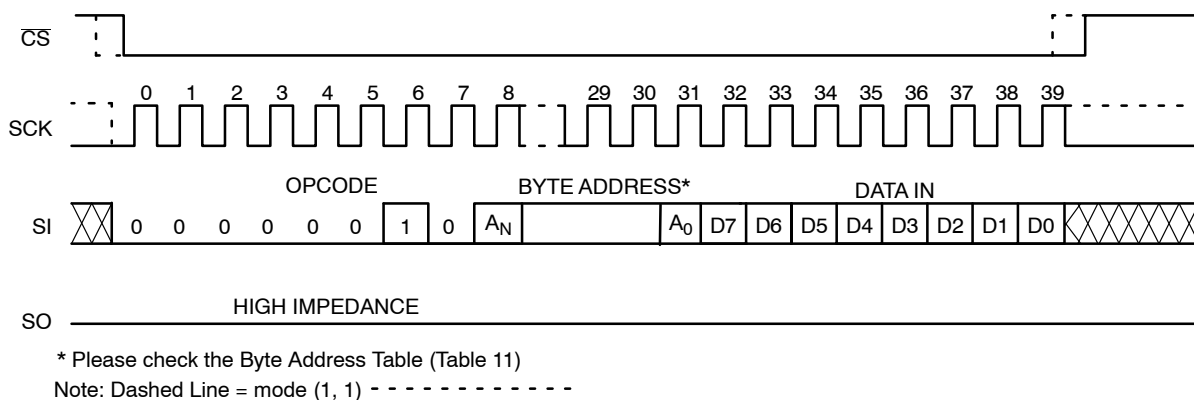 CS
0 1 2 3 4 5 6 7 8 29 30 31 32 33 34 35 36 37 38 39
SCK
OPCODE BYTE ADDRESS* DATA IN
SI 0 0 0 0 0 0 1 0 AN A0 D7 D6 D5 D4 D3 D2 D1 D0
HIGH IMPEDANCE
SO
* Please check the Byte Address Table (Table 11)
Note: Dashed Line = mode (1, 1)